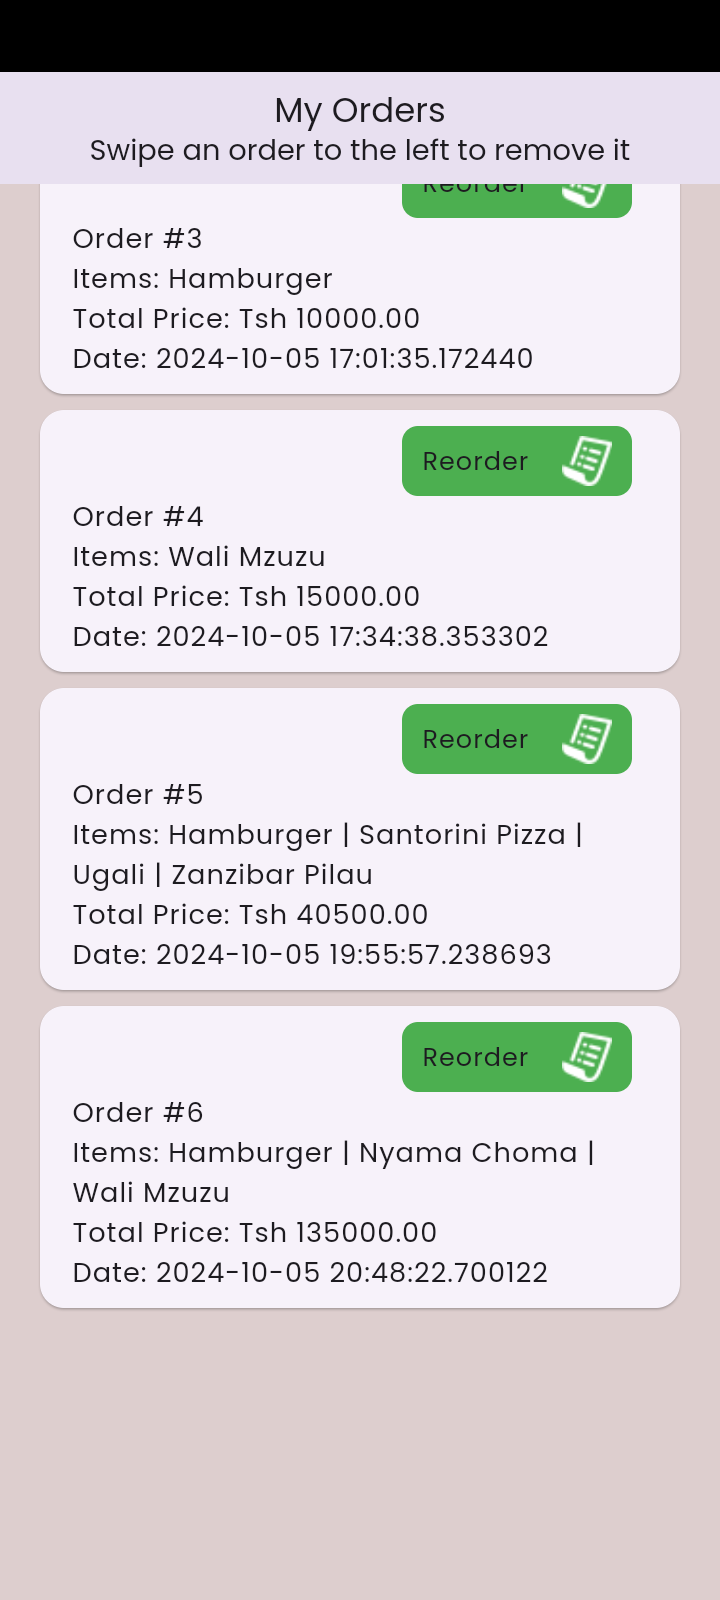 My Orders
Swipe an order to the left to remove it
Reorder
Order #3
Items: Hamburger
Total Price: Tsh 10000.00
Date: 2024-10-05 17:01:35.172440
Reorder
Order #4
Items: Wali Mzuzu
Total Price: Tsh 15000.00
Date: 2024-10-05 17:34:38.353302
Reorder
Order #5
Items: Hamburger | Santorini Pizza |
Ugali | Zanzibar Pilau
Total Price: Tsh 40500.00
Date: 2024-10-05 19:55:57.238693
Reorder
Order #6
Items: Hamburger | Nyama Choma |
Wali Mzuzu
Total Price: Tsh 135000.00
Date: 2024-10-05 20:48:22.700122